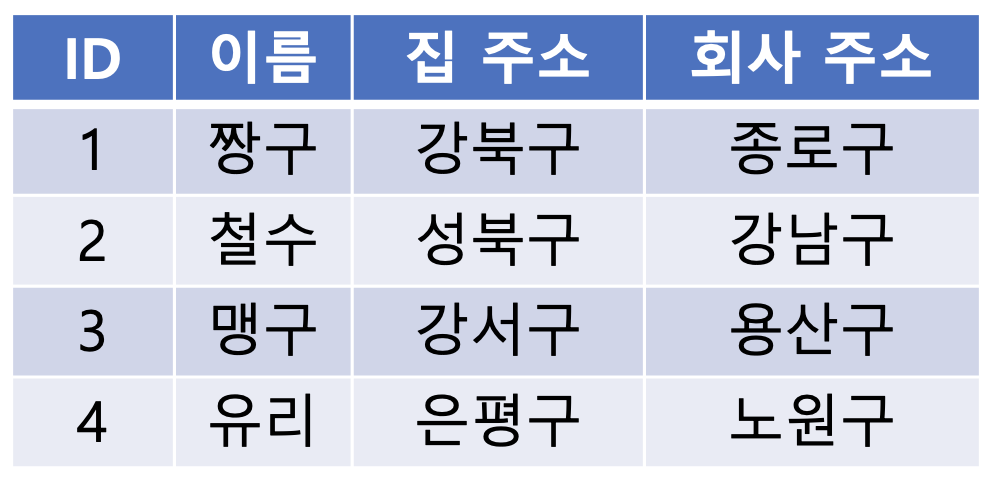 ID 이름 집 주소 회사 주소
1 짱구 강북구 종로구
2 철수 성북구 강남구
3 맹구 강서구 용산구
4 유리 은평구 노원구